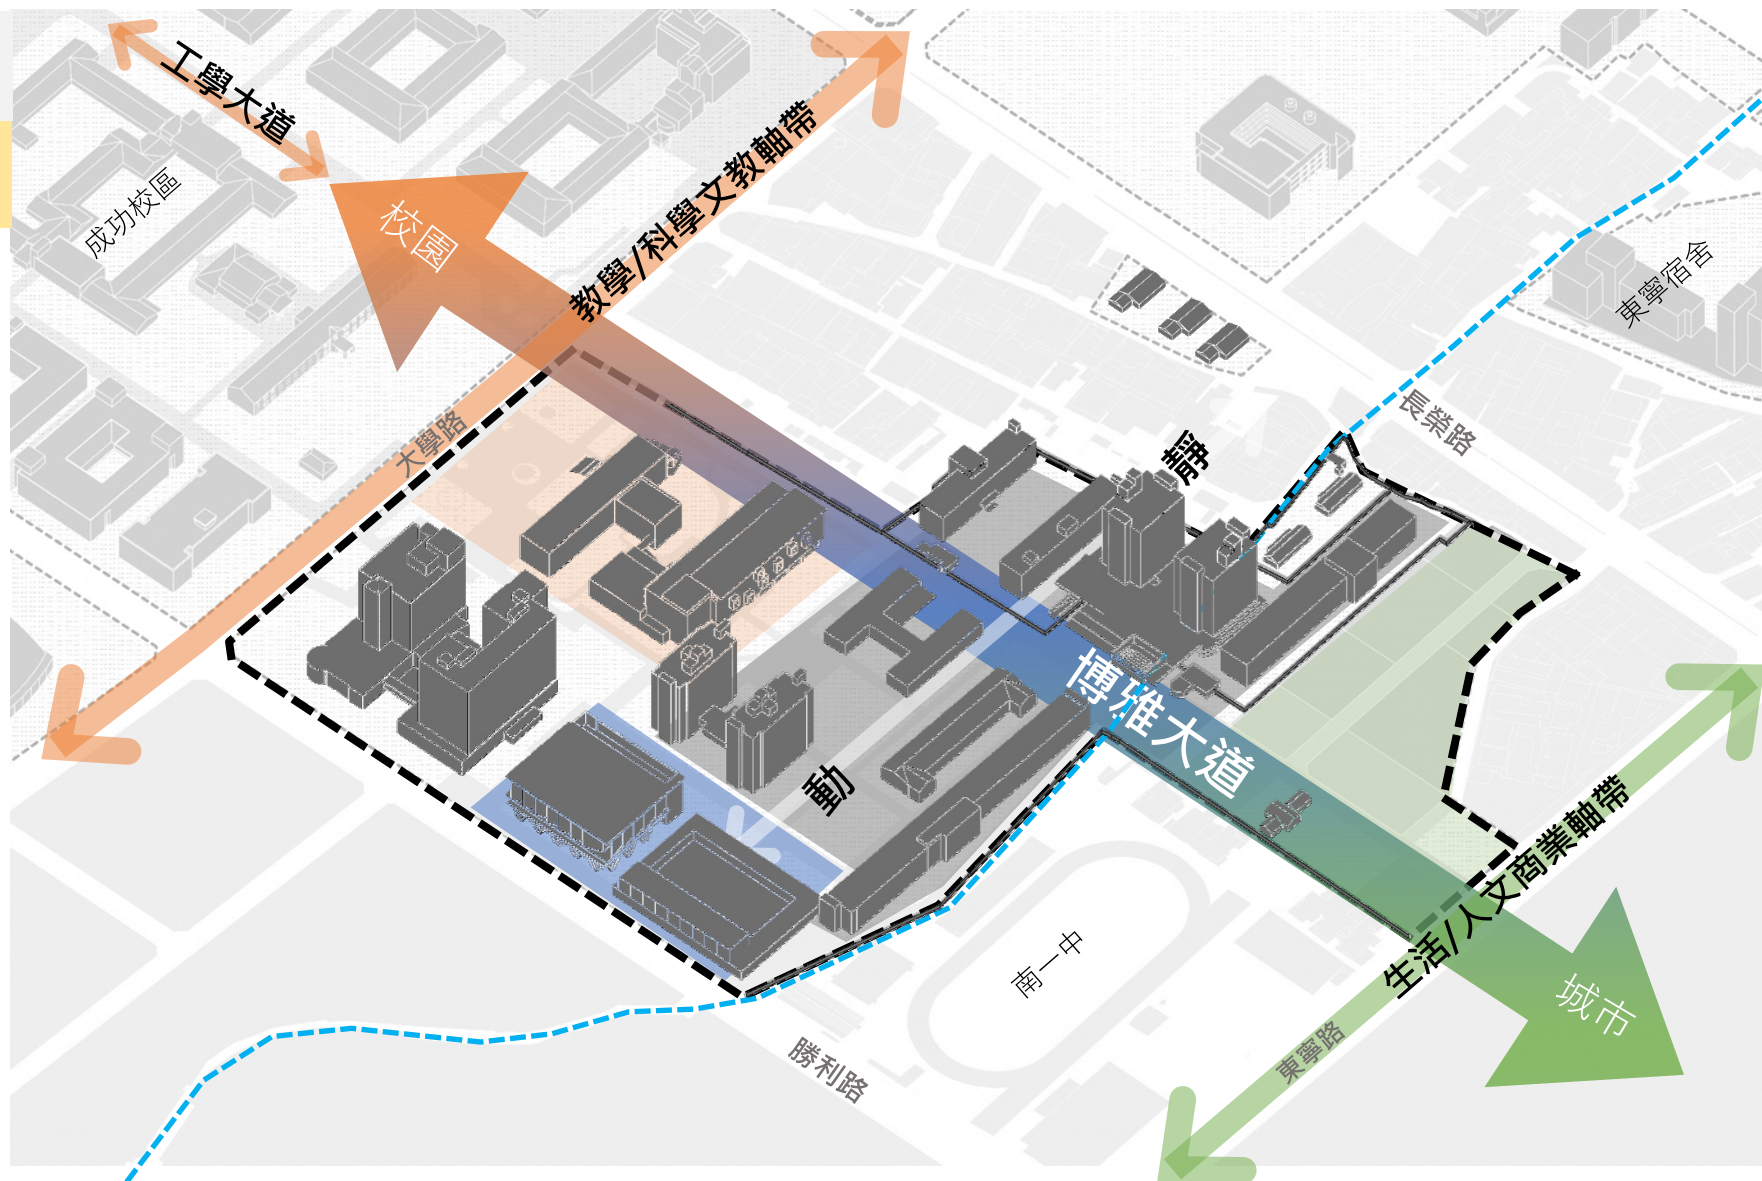 工學大道
成功校區
校園
教學/科學文教軸帶
大學路
東寧宿舍
長榮路
靜
博雅大道
動
南一中
生活/人文商業軸帶
城市
東寧路
勝利路